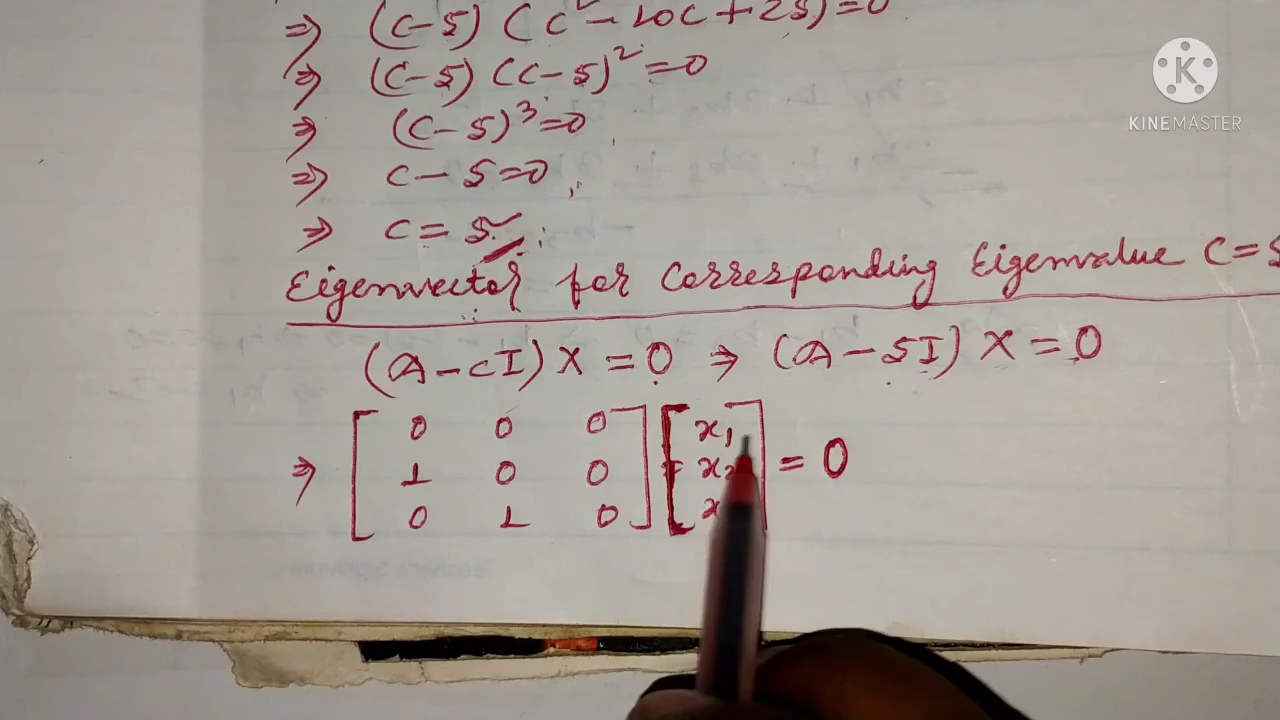 ⇒ (c-5) (c²-10c+25)=0
⇒ (c-5) (c-5)²=0
⇒ (c-5)³=0
⇒ c-5=0,
⇒ c=5
Eigenvector for corresponding Eigenvalue c=5
(A-cI)X=0 ⇒ (A-5I)X=0
⇒ [0 0 0] [x₁]
[1 0 0] [x₂] = 0
[0 1 0] [x
KINEMASTER